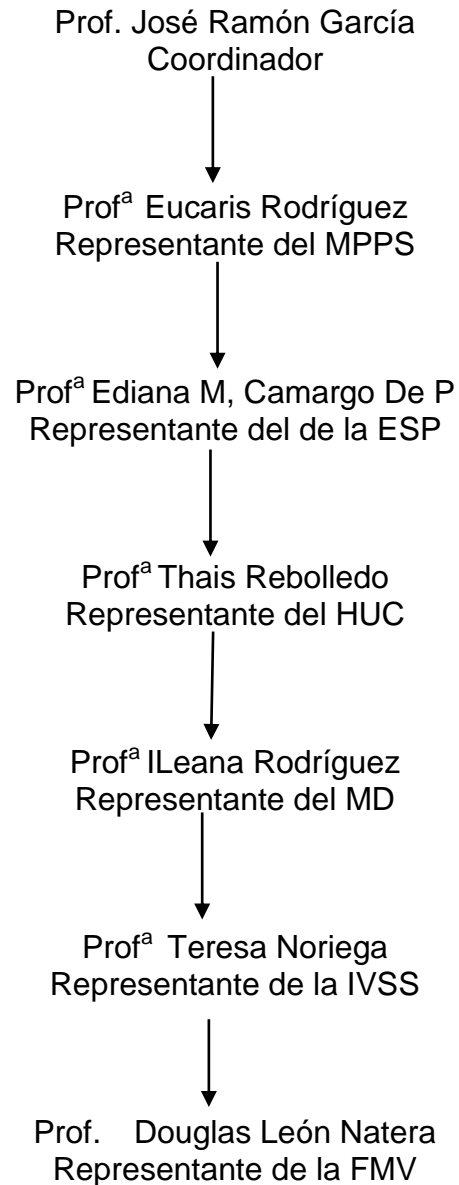 Prof. José Ramón García
Coordinador
Profª Eucaris Rodríguez
Representante del MPPS
Profª Ediana M, Camargo De P
Representante del de la ESP
Profª Thais Rebolledo
Representante del HUC
Profª ILeana Rodríguez
Representante del MD
Profª Teresa Noriega
Representante de la IVSS
Prof. Douglas León Natera
Representante de la FMV